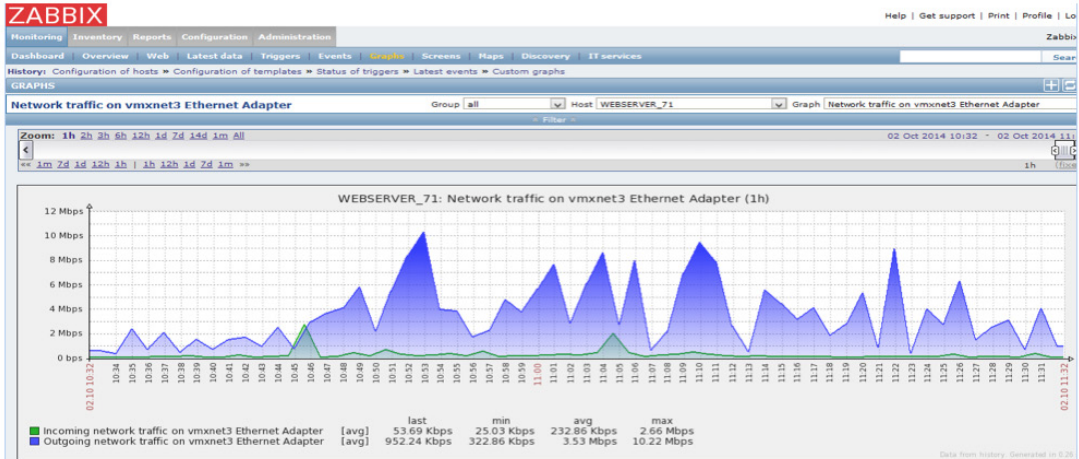 ZABBIX
Help | Get support | Print | Profile | Lo
Monitoring Inventory Reports Configuration Administration Zabbix
Dashboard | Overview | Web | Latest data | Triggers | Events | Graphs | Screens | Maps | Discovery | IT services Sear
History: Configuration of hosts » Configuration of templates » Status of triggers » Latest events » Custom graphs
GRAPHS
Network traffic on vmxnet3 Ethernet Adapter Group all Host WEBSERVER_71 Graph Network traffic on vmxnet3 Ethernet Adapter
Filter
Zoom: 1h 2h 3h 6h 12h 1d 7d 14d 1m All 02 Oct 2014 10:32 - 02 Oct 2014 11:
<< 1m 7d 1d 12h 1h | 1h 12h 1d 7d 1m >> 1h (fixe
WEBSERVER_71: Network traffic on vmxnet3 Ethernet Adapter (1h)
12 Mbps
10 Mbps
8 Mbps
6 Mbps
4 Mbps
2 Mbps
0 bps
02.10 10:32 10:34 10:35 10:36 10:37 10:38 10:39 10:40 10:41 10:42 10:43 10:44 10:45 10:46 10:47 10:48 10:49 10:50 10:51 10:52 10:53 10:54 10:55 10:56 10:57 10:58 10:59 11:00 11:01 11:02 11:03 11:04 11:05 11:06 11:07 11:08 11:09 11:10 11:11 11:12 11:13 11:14 11:15 11:16 11:17 11:18 11:19 11:20 11:21 11:22 11:23 11:24 11:25 11:26 11:27 11:28 11:29 11:30 11:31 02.10 11:32
last min avg max
Incoming network traffic on vmxnet3 Ethernet Adapter [avg] 53.69 Kbps 25.03 Kbps 232.86 Kbps 2.66 Mbps
Outgoing network traffic on vmxnet3 Ethernet Adapter [avg] 952.24 Kbps 322.86 Kbps 3.53 Mbps 10.22 Mbps
Data from history. Generated in 0.26